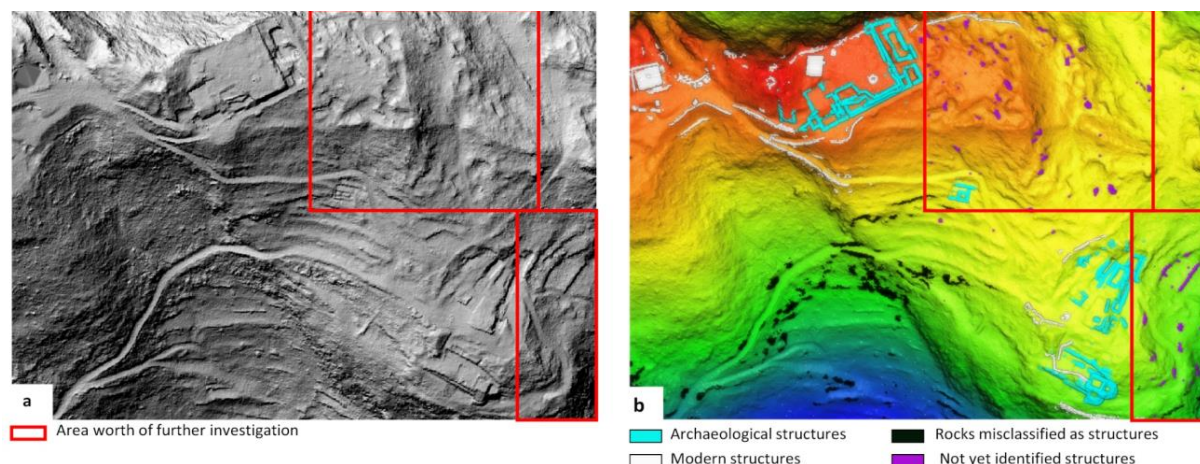 a
b
Area worth of further investigation
Archaeological structures
Rocks misclassified as structures
Modern structures
Not yet identified structures